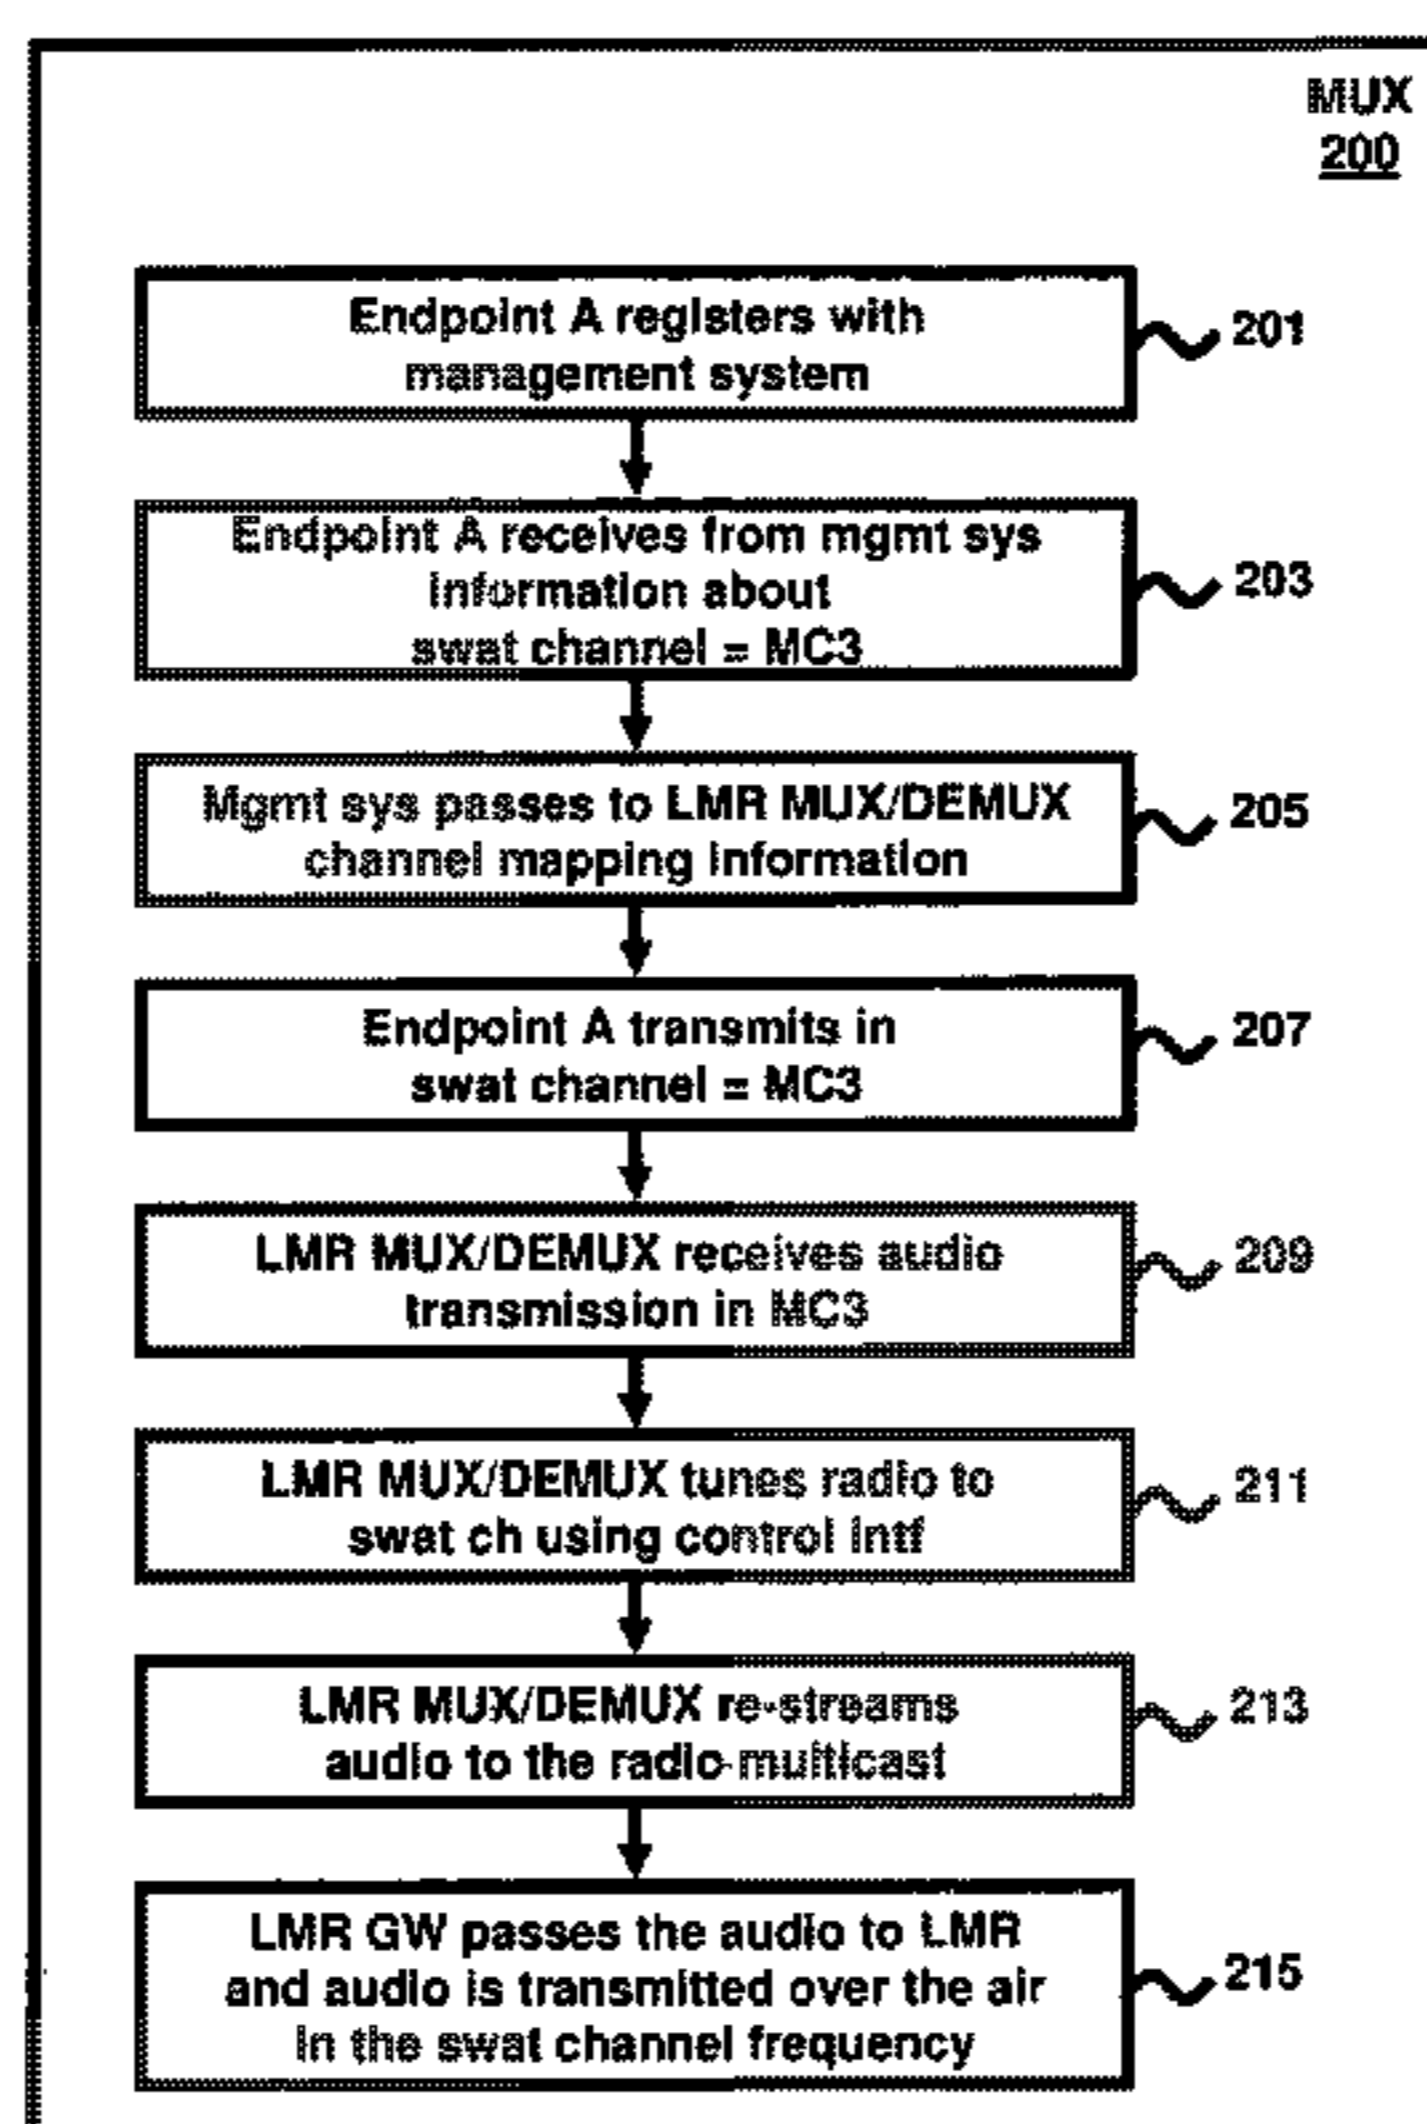 MUX
200
Endpoint A registers with
management system
201
Endpoint A receives from mgmt sys
information about
swat channel = MC3
203
Mgmt sys passes to LMR MUX/DEMUX
channel mapping information
205
Endpoint A transmits in
swat channel = MC3
207
LMR MUX/DEMUX receives audio
transmission in MC3
209
LMR MUX/DEMUX tunes radio to
swat ch using control intf
211
LMR MUX/DEMUX re-streams
audio to the radio multicast
213
LMR GW passes the audio to LMR
and audio is transmitted over the air
in the swat channel frequency
215